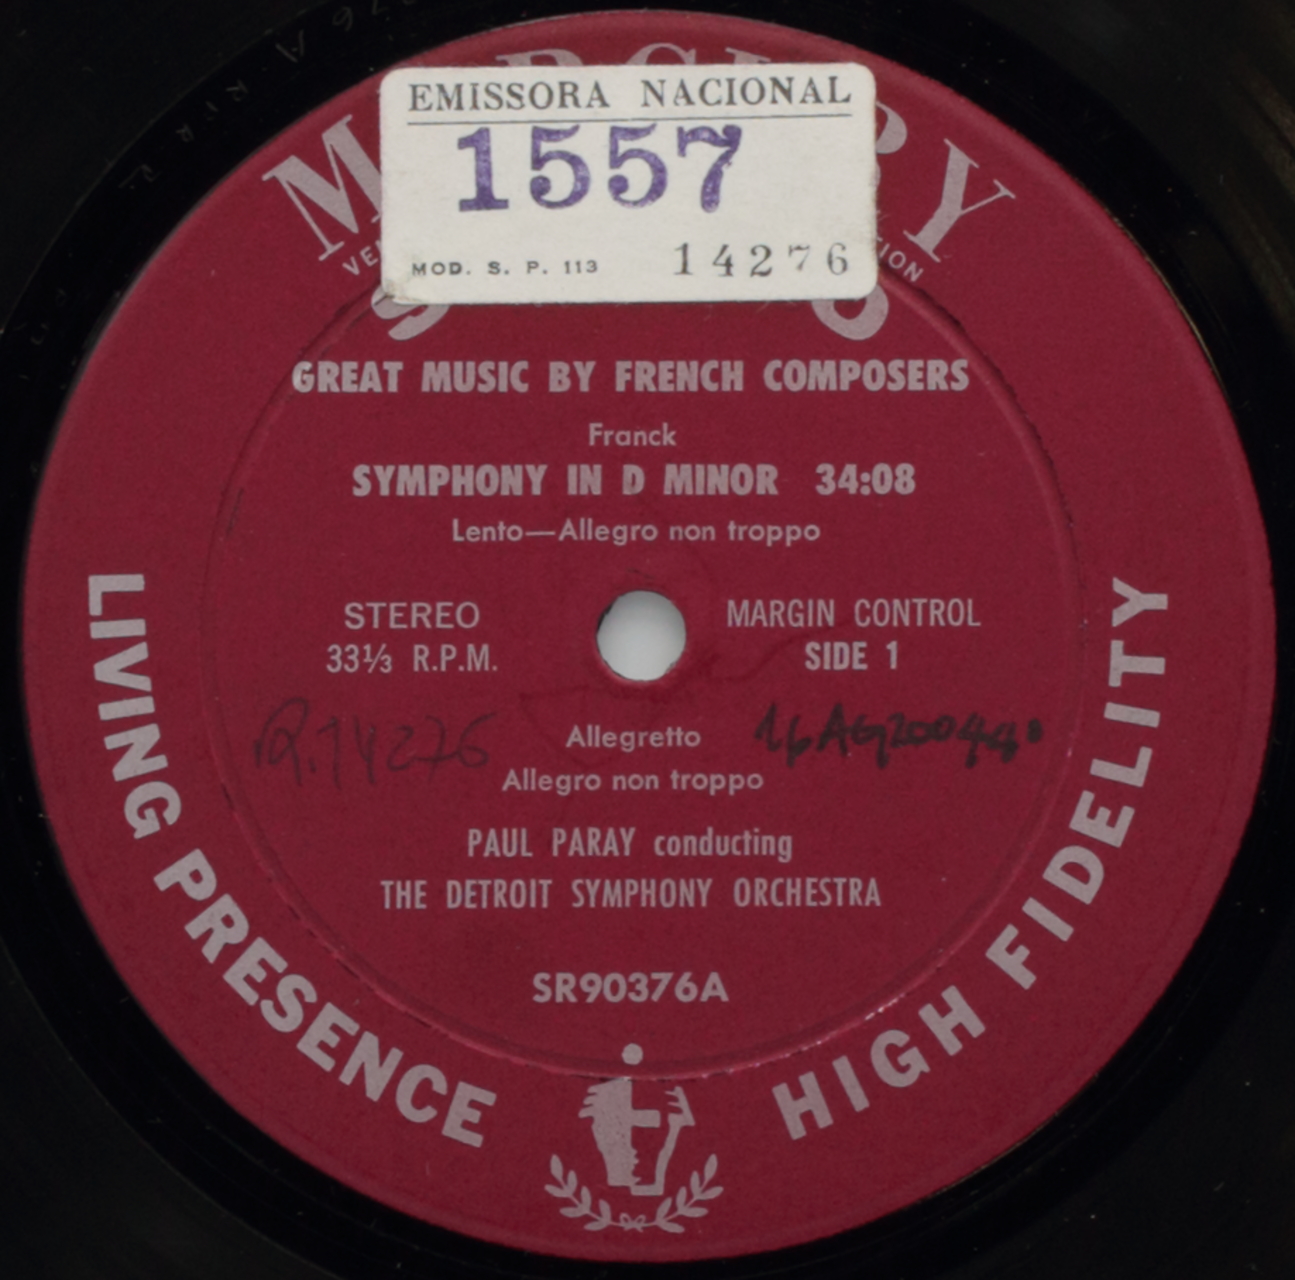 EMISSORA NACIONAL
1557
MOD. S. P. 113 14276
GREAT MUSIC BY FRENCH COMPOSERS
Franck
SYMPHONY IN D MINOR 34:08
Lento—Allegro non troppo
STEREO
33⅓ R.P.M.
MARGIN CONTROL
SIDE 1
R.14276
Allegretto
Allegro non troppo
PAUL PARAY conducting
THE DETROIT SYMPHONY ORCHESTRA
SR90376A
LIVING PRESENCE
HIGH FIDELITY